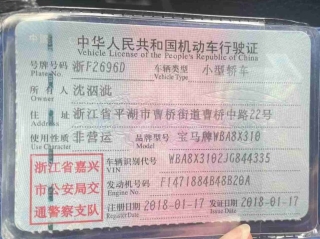 中华人民共和国机动车行驶证
Vehicle License of the People's Republic of China
号牌号码 浙F2696D 车辆类型 小型轿车
Plate No. Vehicle Type
所有人 沈泅汕
Owner
住址 浙江省平湖市曹桥街道曹桥中路22号
Address
使用性质 非营运 品牌型号 宝马牌WBA8X310
Use Character Model
浙江省嘉兴
市公安局交
通警察支队
车辆识别代号 WBA8X3102JG844335
VIN
发动机号码 F1471884B48B20A
Engine No.
注册日期 2018-01-17 发证日期 2018-01-17
Register Date Issue Date